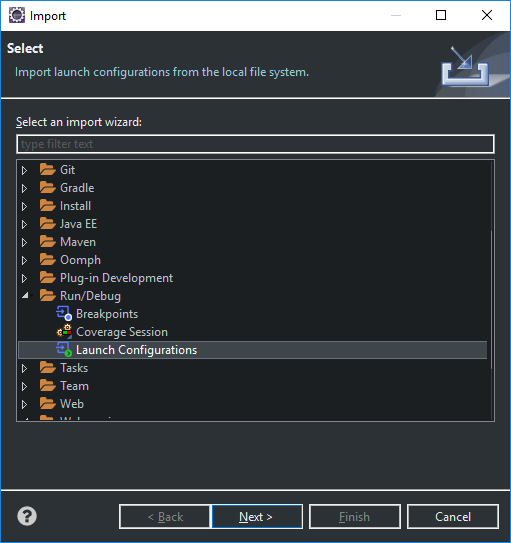 Import
Select
Import launch configurations from the local file system.
Select an import wizard:
type filter text
Git
Gradle
Install
Java EE
Maven
Oomph
Plug-in Development
Run/Debug
Breakpoints
Coverage Session
Launch Configurations
Tasks
Team
Web
? < Back Next > Finish Cancel